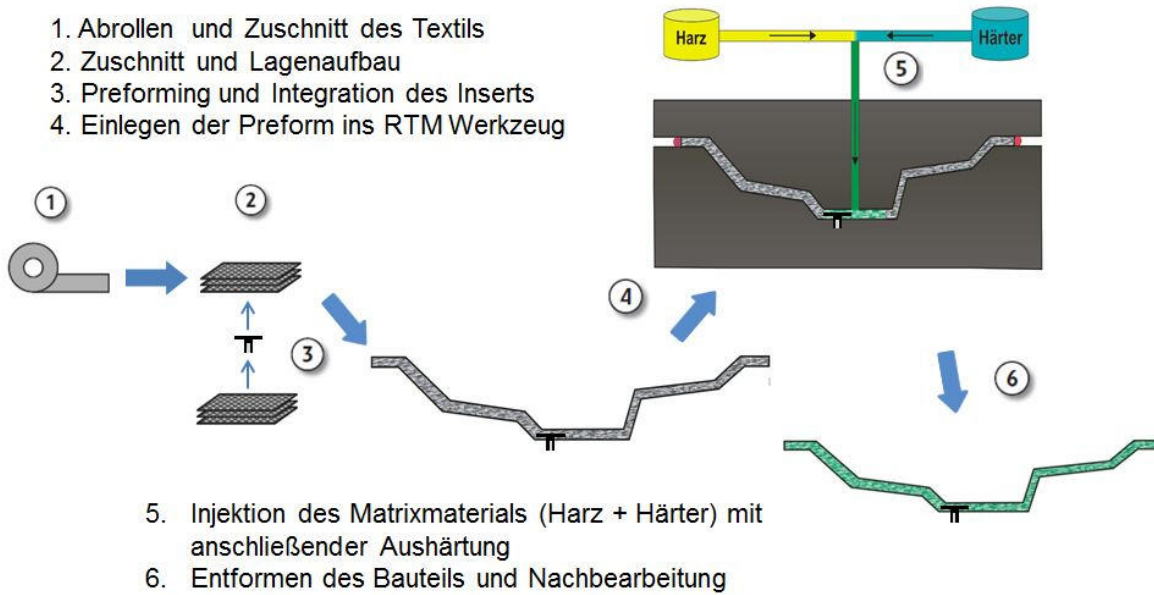 1. Abrollen und Zuschnitt des Textils
2. Zuschnitt und Lagenaufbau
3. Preforming und Integration des Inserts
4. Einlegen der Preform ins RTM Werkzeug
Harz
Härter
5
1
2
3
4
6
5. Injektion des Matrixmaterials (Harz + Härter) mit
anschließender Aushärtung
6. Entformen des Bauteils und Nachbearbeitung